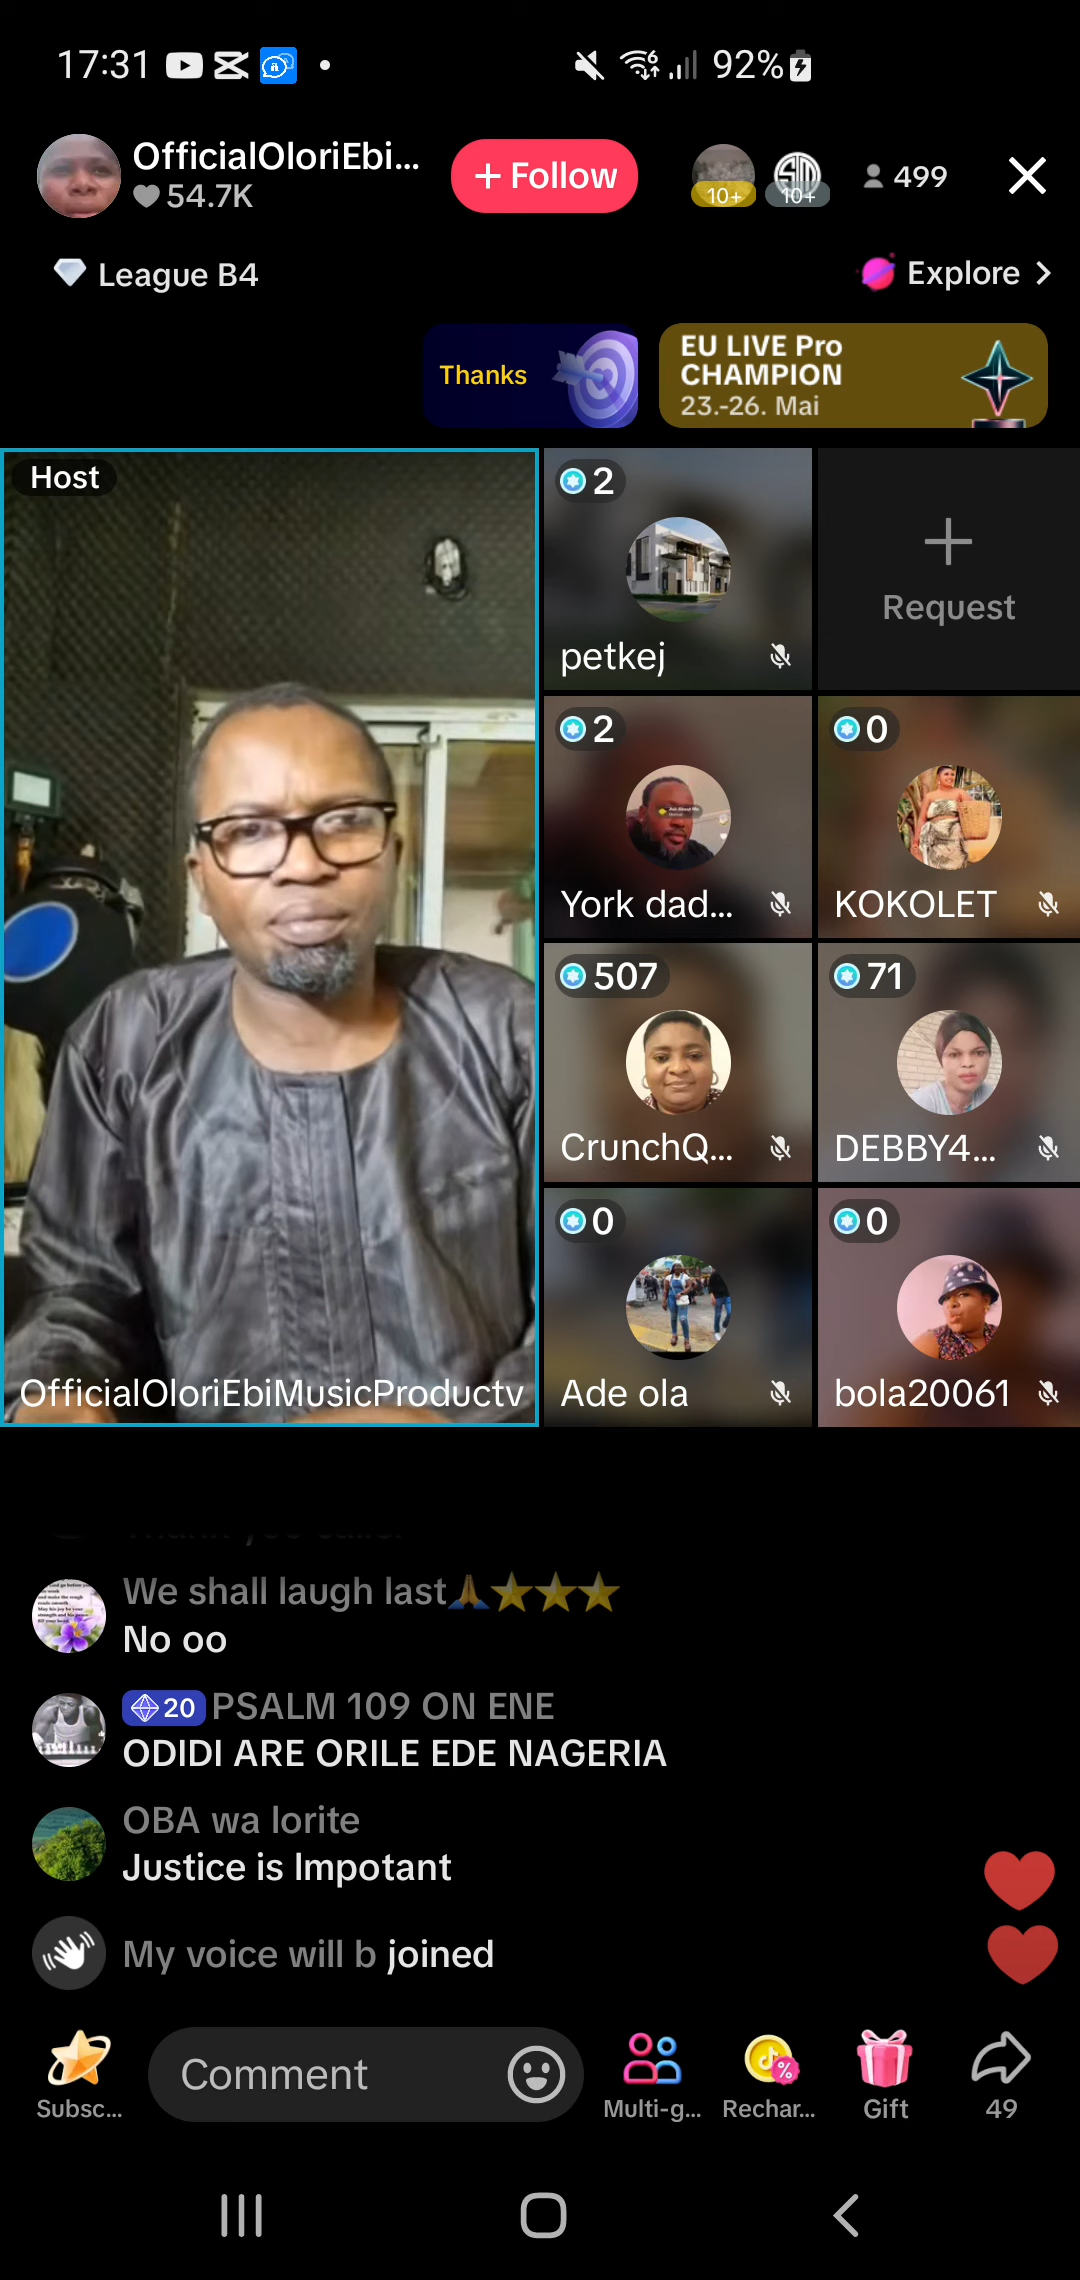 17:31
92%
OfficialOloriEbi...
54.7K
+ Follow
10+
10+
499
League B4
Explore
Thanks
EU LIVE Pro
CHAMPION
23.-26. Mai
Host
OfficialOloriEbiMusicProductv
2
petkej
Request
2
York dad...
0
KOKOLET
507
CrunchQ...
71
DEBBY4...
0
Ade ola
0
bola20061
We shall laugh last🙏⭐⭐⭐
No oo
20 PSALM 109 ON ENE
ODIDI ARE ORILE EDE NAGERIA
OBA wa lorite
Justice is Impotant
My voice will b joined
Subsc...
Comment
Multi-g...
Rechar...
Gift
49